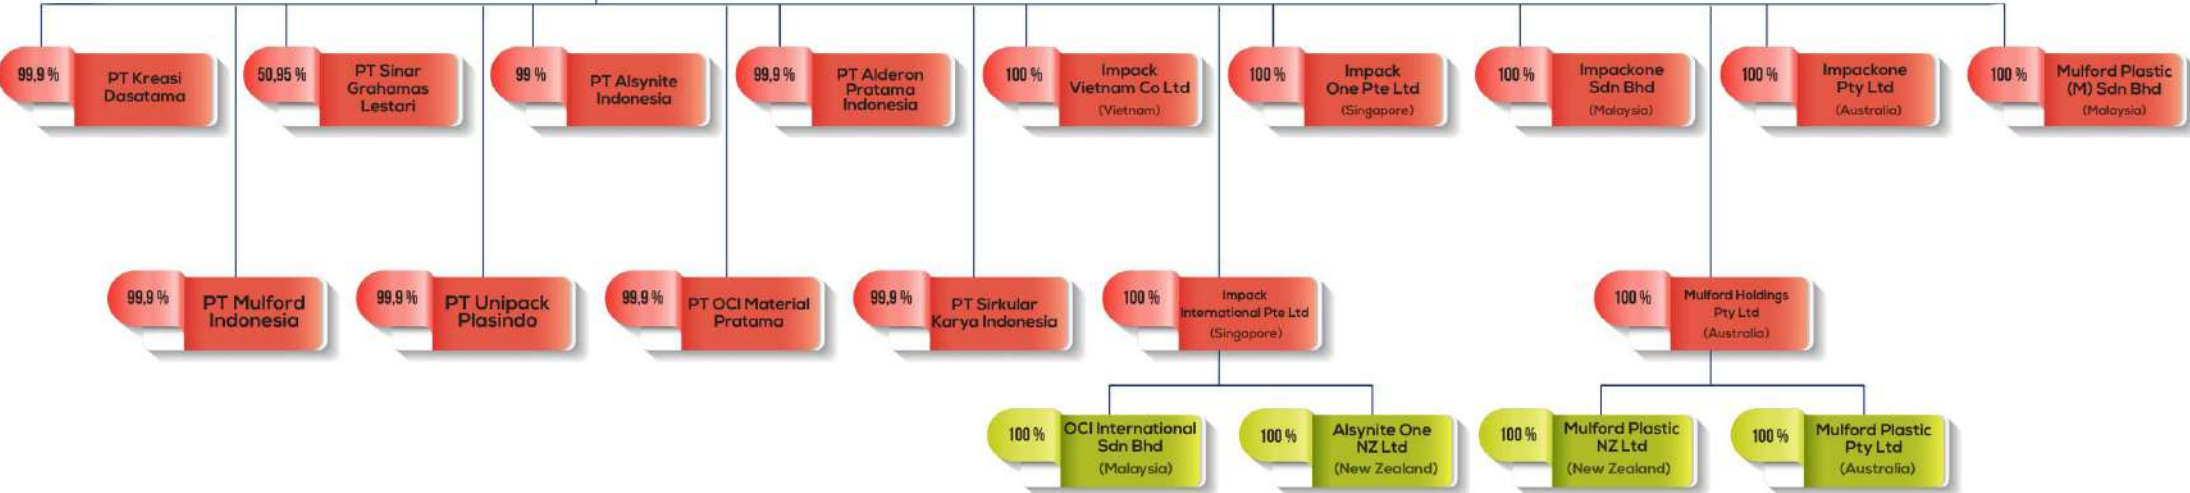 99,9 %
PT Kreasi
Dasatama
50,95 %
PT Sinar
Grahamas
Lestari
99 %
PT Alsynite
Indonesia
99,9 %
PT Alderon
Pratama
Indonesia
100 %
Impack
Vietnam Co Ltd
(Vietnam)
100 %
Impack
One Pte Ltd
(Singapore)
100 %
Impackone
Sdn Bhd
(Malaysia)
100 %
Impackone
Pty Ltd
(Australia)
100 %
Mulford Plastic
(M) Sdn Bhd
(Malaysia)
99,9 %
PT Mulford
Indonesia
99,9 %
PT Unipack
Plasindo
99,9 %
PT OCI Material
Pratama
99,9 %
PT Sirkular
Karya Indonesia
100 %
Impack
International Pte Ltd
(Singapore)
100 %
Mulford Holdings
Pty Ltd
(Australia)
100 %
OCI International
Sdn Bhd
(Malaysia)
100 %
Alsynite One
NZ Ltd
(New Zealand)
100 %
Mulford Plastic
NZ Ltd
(New Zealand)
100 %
Mulford Plastic
Pty Ltd
(Australia)